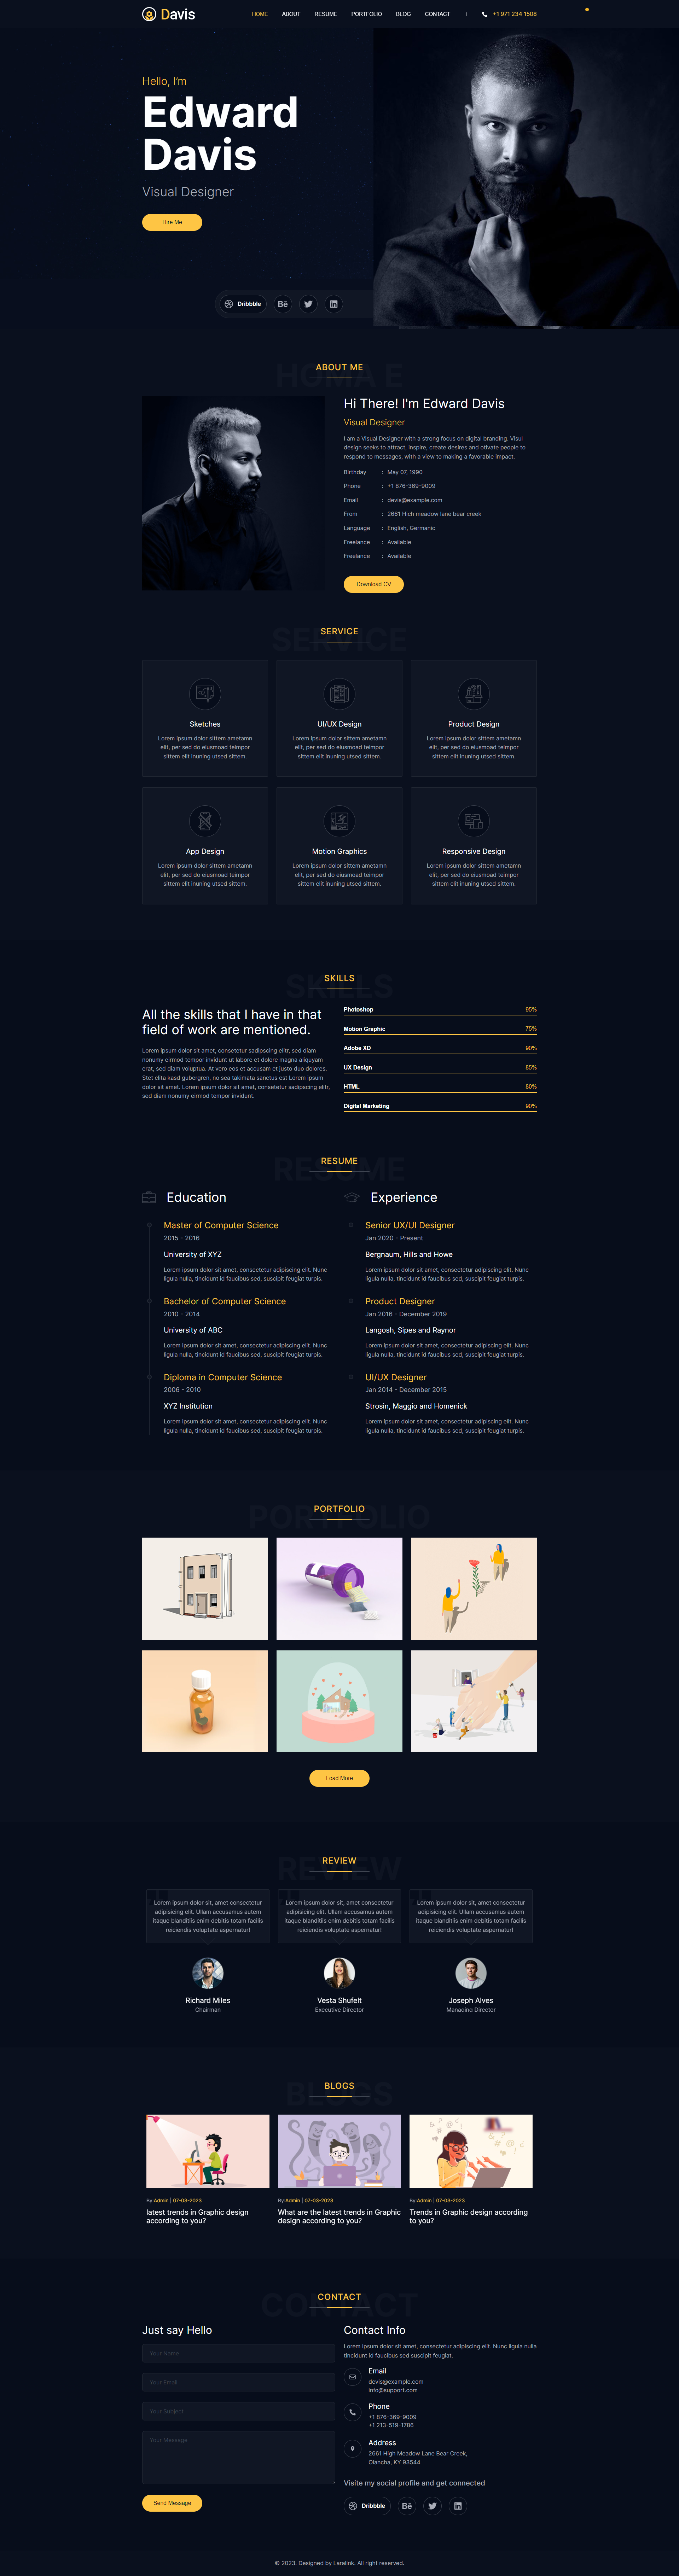 Davis
HOME ABOUT RESUME PORTFOLIO BLOG CONTACT +1 971 234 1508
Hello, I'm
Edward
Davis
Visual Designer
Hire Me
Dribbble
ABOUT ME
Hi There! I'm Edward Davis
Visual Designer
I am a Visual Designer with a strong focus on digital branding. Visul
design seeks to attract, inspire, create desires and otivate people to
respond to messages, with a view to making a favorable impact.
Birthday : May 07, 1990
Phone : +1 876-369-9009
Email : devis@example.com
From : 2661 Hich meadow lane bear creek
Language : English, Germanic
Freelance : Available
Freelance : Available
Download CV
SERVICE
SERVICE
Sketches
Lorem ipsum dolor sittem ametamn
elit, per sed do eiusmoad teimpor
sittem elit inuning utsed sittem.
UI/UX Design
Lorem ipsum dolor sittem ametamn
elit, per sed do eiusmoad teimpor
sittem elit inuning utsed sittem.
Product Design
Lorem ipsum dolor sittem ametamn
elit, per sed do eiusmoad teimpor
sittem elit inuning utsed sittem.
App Design
Lorem ipsum dolor sittem ametamn
elit, per sed do eiusmoad teimpor
sittem elit inuning utsed sittem.
Motion Graphics
Lorem ipsum dolor sittem ametamn
elit, per sed do eiusmoad teimpor
sittem elit inuning utsed sittem.
Responsive Design
Lorem ipsum dolor sittem ametamn
elit, per sed do eiusmoad teimpor
sittem elit inuning utsed sittem.
SKILLS
SKILLS
All the skills that I have in that
field of work are mentioned.
Lorem ipsum dolor sit amet, consetetur sadipscing elitr, sed diam
nonumy eirmod tempor invidunt ut labore et dolore magna aliquyam
erat, sed diam voluptua. At vero eos et accusam et justo duo dolores.
Stet clita kasd gubergren, no sea takimata sanctus est Lorem ipsum
dolor sit amet. Lorem ipsum dolor sit amet, consetetur sadipscing elitr,
sed diam nonumy eirmod tempor invidunt.
Photoshop 95%
Motion Graphic 75%
Adobe XD 90%
UX Design 85%
HTML 80%
Digital Marketing 90%
RESUME
RESUME
Education
Master of Computer Science
2015 - 2016
University of XYZ
Lorem ipsum dolor sit amet, consectetur adipiscing elit. Nunc
ligula nulla, tincidunt id faucibus sed, suscipit feugiat turpis.
Bachelor of Computer Science
2010 - 2014
University of ABC
Lorem ipsum dolor sit amet, consectetur adipiscing elit. Nunc
ligula nulla, tincidunt id faucibus sed, suscipit feugiat turpis.
Diploma in Computer Science
2006 - 2010
XYZ Institution
Lorem ipsum dolor sit amet, consectetur adipiscing elit. Nunc
ligula nulla, tincidunt id faucibus sed, suscipit feugiat turpis.
Experience
Senior UX/UI Designer
Jan 2020 - Present
Bergnaum, Hills and Howe
Lorem ipsum dolor sit amet, consectetur adipiscing elit. Nunc
ligula nulla, tincidunt id faucibus sed, suscipit feugiat turpis.
Product Designer
Jan 2016 - December 2019
Langosh, Sipes and Raynor
Lorem ipsum dolor sit amet, consectetur adipiscing elit. Nunc
ligula nulla, tincidunt id faucibus sed, suscipit feugiat turpis.
UI/UX Designer
Jan 2014 - December 2015
Strosin, Maggio and Homenick
Lorem ipsum dolor sit amet, consectetur adipiscing elit. Nunc
ligula nulla, tincidunt id faucibus sed, suscipit feugiat turpis.
PORTFOLIO
PORTFOLIO
Load More
REVIEW
REVIEW
Lorem ipsum dolor sit, amet consectetur
adipisicing elit. Ullam accusamus autem
itaque blanditiis enim debitis totam facilis
reiciendis voluptate aspernatur!
Richard Miles
Chairman
Lorem ipsum dolor sit, amet consectetur
adipisicing elit. Ullam accusamus autem
itaque blanditiis enim debitis totam facilis
reiciendis voluptate aspernatur!
Vesta Shufelt
Executive Director
Lorem ipsum dolor sit, amet consectetur
adipisicing elit. Ullam accusamus autem
itaque blanditiis enim debitis totam facilis
reiciendis voluptate aspernatur!
Joseph Alves
Managing Director
BLOGS
BLOGS
By:Admin | 07-03-2023
latest trends in Graphic design
according to you?
By:Admin | 07-03-2023
What are the latest trends in Graphic
design according to you?
By:Admin | 07-03-2023
Trends in Graphic design according
to you?
CONTACT
CONTACT
Just say Hello
Your Name
Your Email
Your Subject
Your Message
Send Message
Contact Info
Lorem ipsum dolor sit amet, consectetur adipiscing elit. Nunc ligula nulla
tincidunt id faucibus sed suscipit feugiat.
Email
devis@example.com
info@support.com
Phone
+1 876-369-9009
+1 213-519-1786
Address
2661 High Meadow Lane Bear Creek,
Olancha, KY 93544
Visite my social profile and get connected
Dribbble
© 2023. Designed by Laralink. All right reserved.